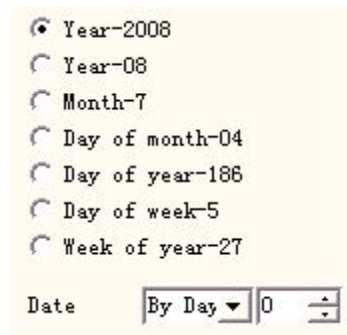 Year-2008
Year-08
Month-7
Day of month-04
Day of year-186
Day of week-5
Week of year-27
Date By Day 0